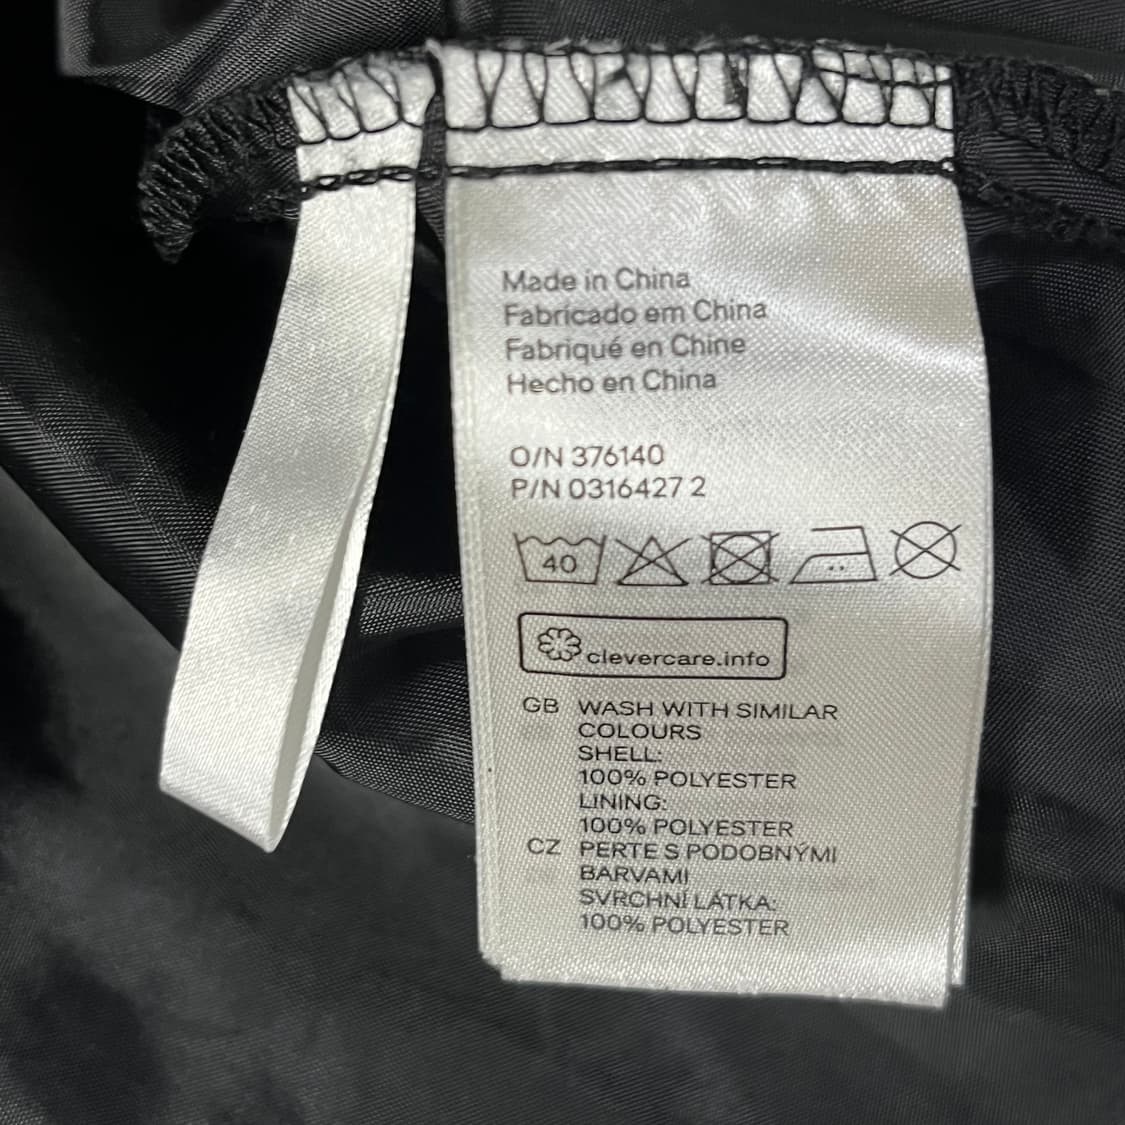 Made in China
Fabricado em China
Fabriqué en Chine
Hecho en China
O/N 376140
P/N 0316427 2
40
clevercare.info
GB WASH WITH SIMILAR
COLOURS
SHELL:
100% POLYESTER
LINING:
100% POLYESTER
CZ PERTE S PODOBNÝMI
BARVAMI
SVRCHNÍ LÁTKA:
100% POLYESTER